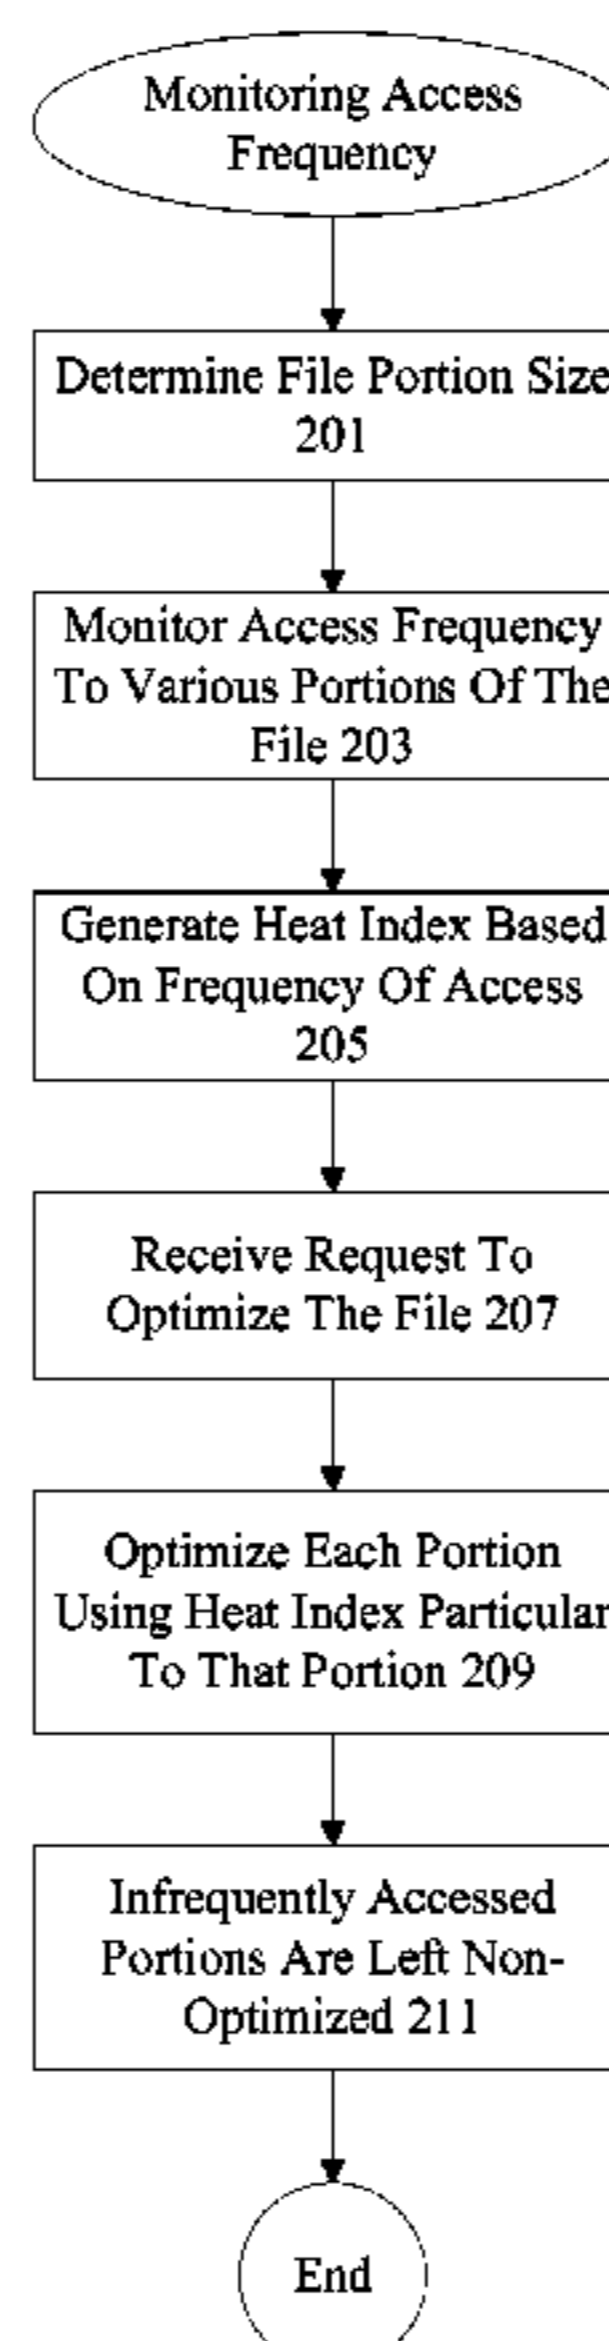 Monitoring Access
Frequency
Determine File Portion Size
201
Monitor Access Frequency
To Various Portions Of The
File 203
Generate Heat Index Based
On Frequency Of Access
205
Receive Request To
Optimize The File 207
Optimize Each Portion
Using Heat Index Particular
To That Portion 209
Infrequently Accessed
Portions Are Left Non-
Optimized 211
End